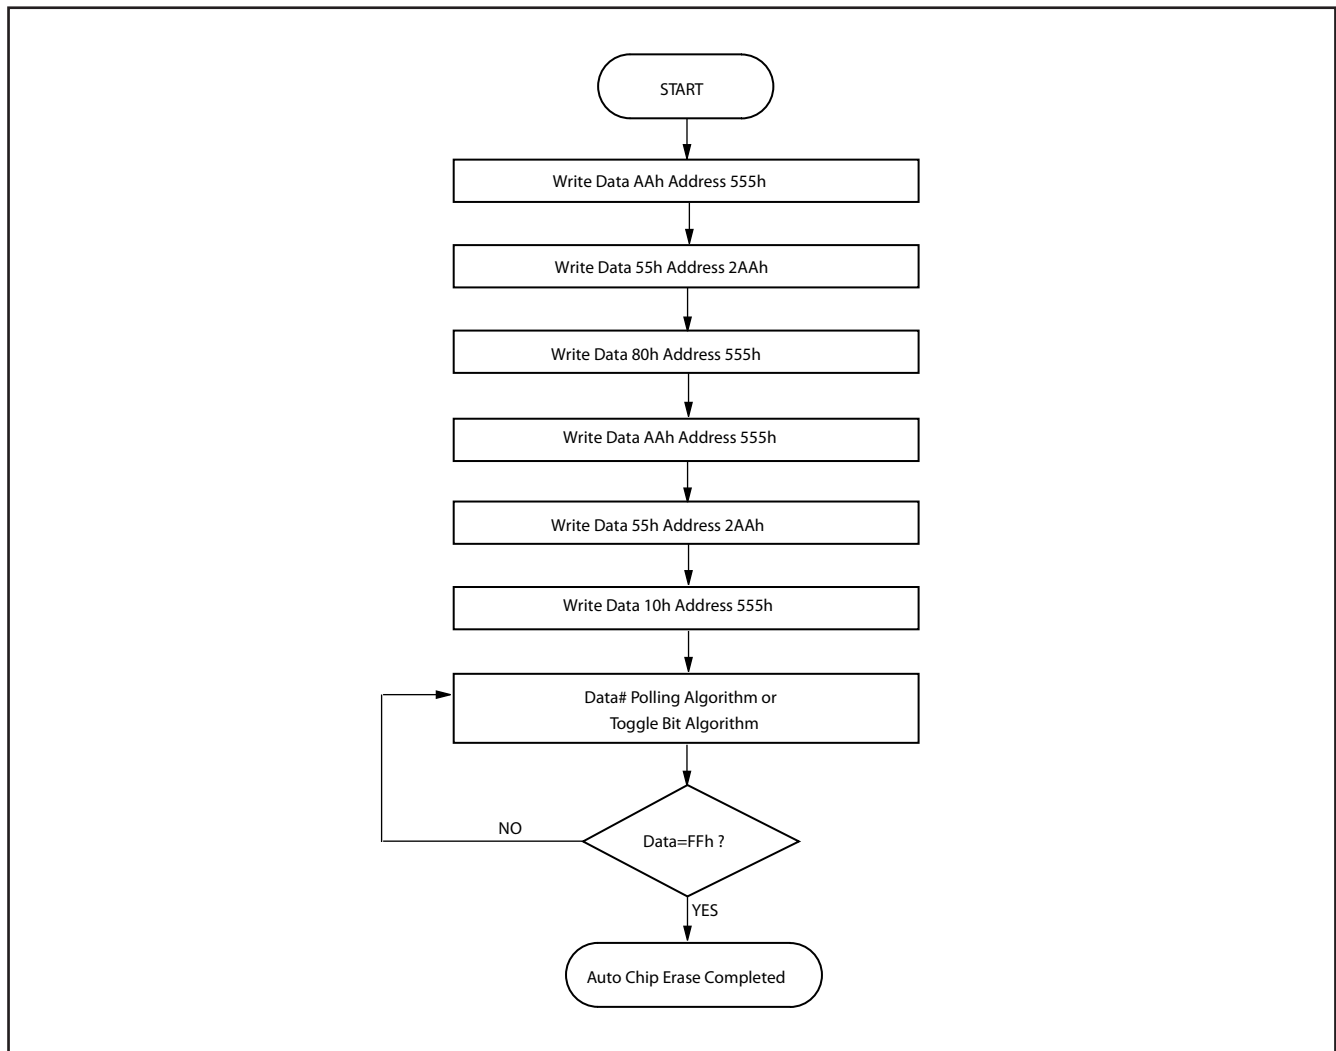 START
Write Data AAh Address 555h
Write Data 55h Address 2AAh
Write Data 80h Address 555h
Write Data AAh Address 555h
Write Data 55h Address 2AAh
Write Data 10h Address 555h
Data# Polling Algorithm or
Toggle Bit Algorithm
NO
Data=FFh ?
YES
Auto Chip Erase Completed